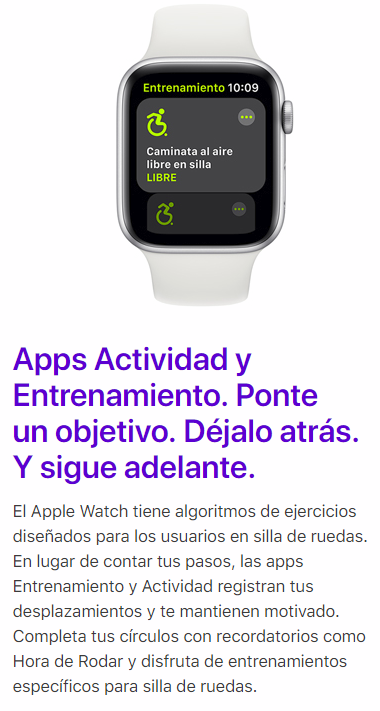 Entrenamiento 10:09
Caminata al aire
libre en silla
LIBRE
Apps Actividad y
Entrenamiento. Ponte
un objetivo. Déjalo atrás.
Y sigue adelante.
El Apple Watch tiene algoritmos de ejercicios
diseñados para los usuarios en silla de ruedas.
En lugar de contar tus pasos, las apps
Entrenamiento y Actividad registran tus
desplazamientos y te mantienen motivado.
Completa tus círculos con recordatorios como
Hora de Rodar y disfruta de entrenamientos
específicos para silla de ruedas.